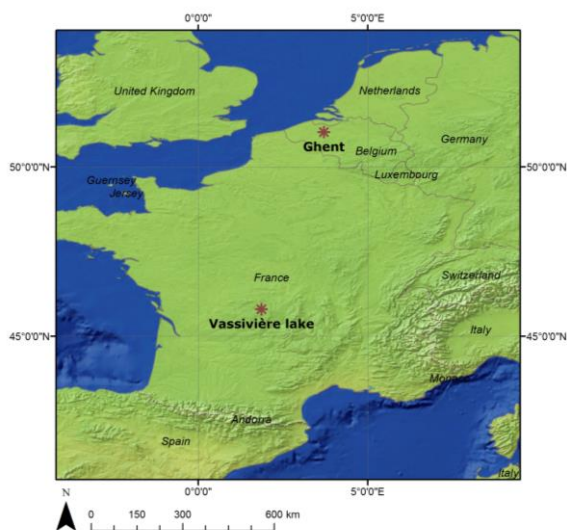 0°0'0" 5°0'0"E
United Kingdom
Netherlands
Ghent
Belgium
Germany
50°0'0"N 50°0'0"N
Luxembourg
Guernsey
Jersey
France
Switzerland
Vassivière lake
45°0'0"N 45°0'0"N
Italy
Andorra
Spain
Italy
0°0'0" 5°0'0"E
N
0 150 300 600 km